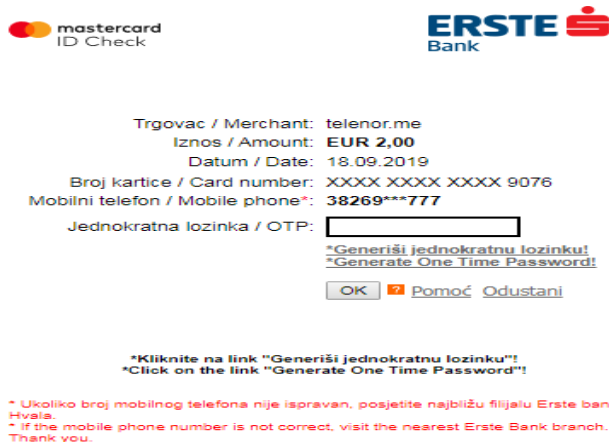 mastercard
ID Check
ERSTE
Bank
Trgovac / Merchant: telenor.me
Iznos / Amount: EUR 2,00
Datum / Date: 18.09.2019
Broj kartice / Card number: XXXX XXXX XXXX 9076
Mobilni telefon / Mobile phone*: 38269***777
Jednokratna lozinka / OTP:
*Generiši jednokratnu lozinku!
*Generate One Time Password!
OK ? Pomoć Odustani
*Kliknite na link "Generiši jednokratnu lozinku"!
*Click on the link "Generate One Time Password"!
* Ukoliko broj mobilnog telefona nije ispravan, posjetite najbližu filijalu Erste ban
Hvala.
* If the mobile phone number is not correct, visit the nearest Erste Bank branch.
Thank you.